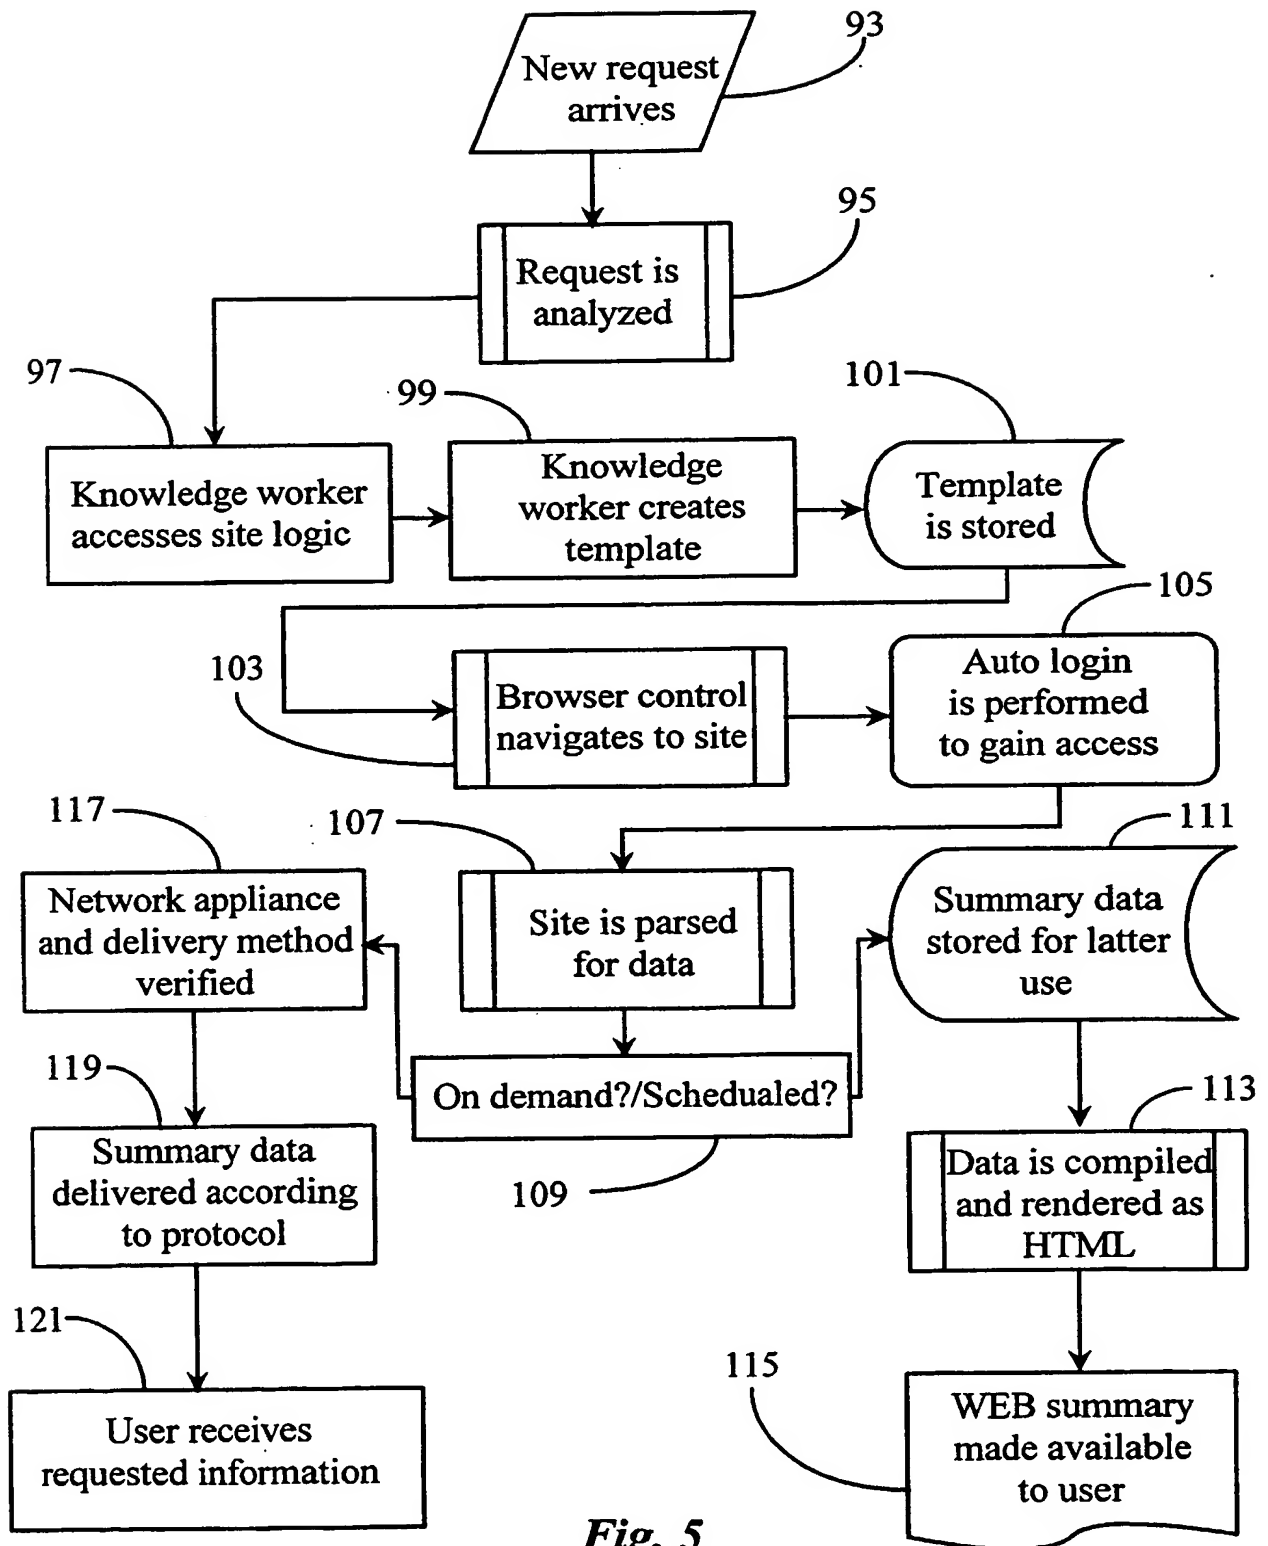 93
New request
arrives
95
Request is
analyzed
97
Knowledge worker
accesses site logic
99
Knowledge
worker creates
template
101
Template
is stored
103
Browser control
navigates to site
105
Auto login
is performed
to gain access
107
Site is parsed
for data
109
On demand?/Schedualed?
111
Summary data
stored for latter
use
113
Data is compiled
and rendered as
HTML
115
WEB summary
made available
to user
117
Network appliance
and delivery method
verified
119
Summary data
delivered according
to protocol
121
User receives
requested information
Fig. 5